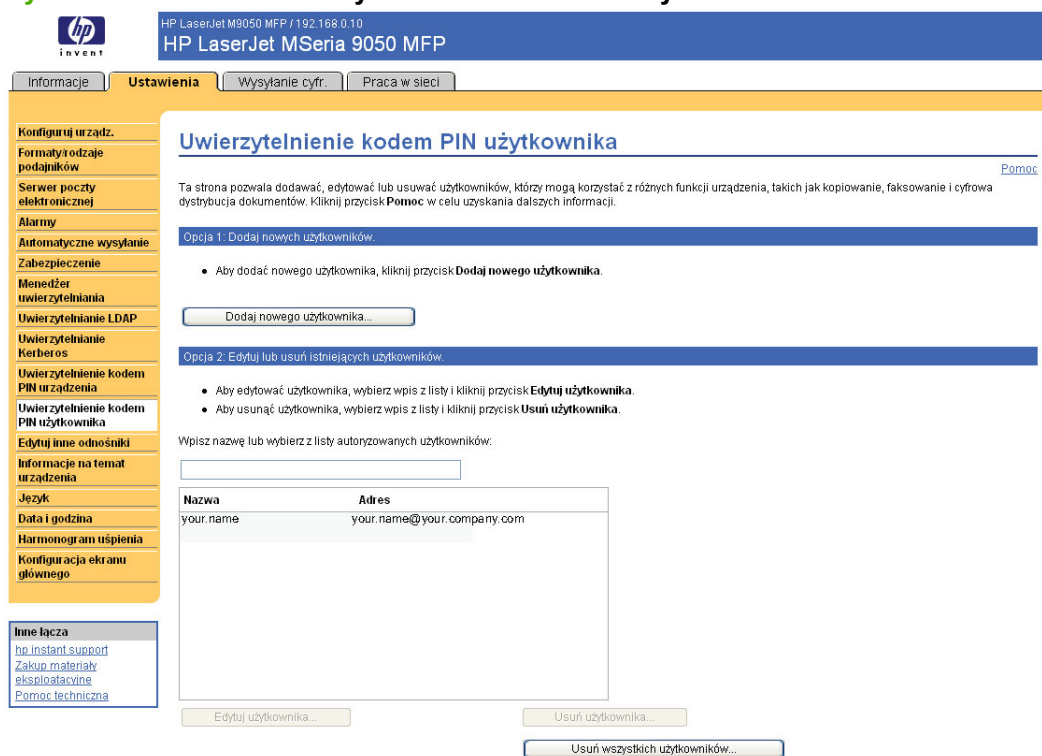 hp
invent
HP LaserJet M9050 MFP / 192.168.0.10
HP LaserJet MSeria 9050 MFP
Informacje
Ustawienia
Wysyłanie cyfr.
Praca w sieci
Konfiguruj urządz.
Formaty/rodzaje
podajników
Serwer poczty
elektronicznej
Alarmy
Automatyczne wysyłanie
Zabezpieczenie
Menedżer
uwierzytelniania
Uwierzytelnianie LDAP
Uwierzytelnianie
Kerberos
Uwierzytelnienie kodem
PIN urządzenia
Uwierzytelnienie kodem
PIN użytkownika
Edytuj inne odnośniki
Informacje na temat
urządzenia
Język
Data i godzina
Harmonogram uśpienia
Konfiguracja ekranu
głównego
Inne łącza
hp instant support
Zakup materiały
eksploatacyjne
Pomoc techniczna
Uwierzytelnienie kodem PIN użytkownika
Pomoc
Ta strona pozwala dodawać, edytować lub usuwać użytkowników, którzy mogą korzystać z różnych funkcji urządzenia, takich jak kopiowanie, faksowanie i cyfrowa
dystrybucja dokumentów. Kliknij przycisk Pomoc w celu uzyskania dalszych informacji.
Opcja 1: Dodaj nowych użytkowników.
• Aby dodać nowego użytkownika, kliknij przycisk Dodaj nowego użytkownika.
Dodaj nowego użytkownika...
Opcja 2: Edytuj lub usuń istniejących użytkowników.
• Aby edytować użytkownika, wybierz wpis z listy i kliknij przycisk Edytuj użytkownika.
• Aby usunąć użytkownika, wybierz wpis z listy i kliknij przycisk Usuń użytkownika.
Wpisz nazwę lub wybierz z listy autoryzowanych użytkowników:
Nazwa Adres
your.name your.name@your.company.com
Edytuj użytkownika... Usuń użytkownika...
Usuń wszystkich użytkowników...